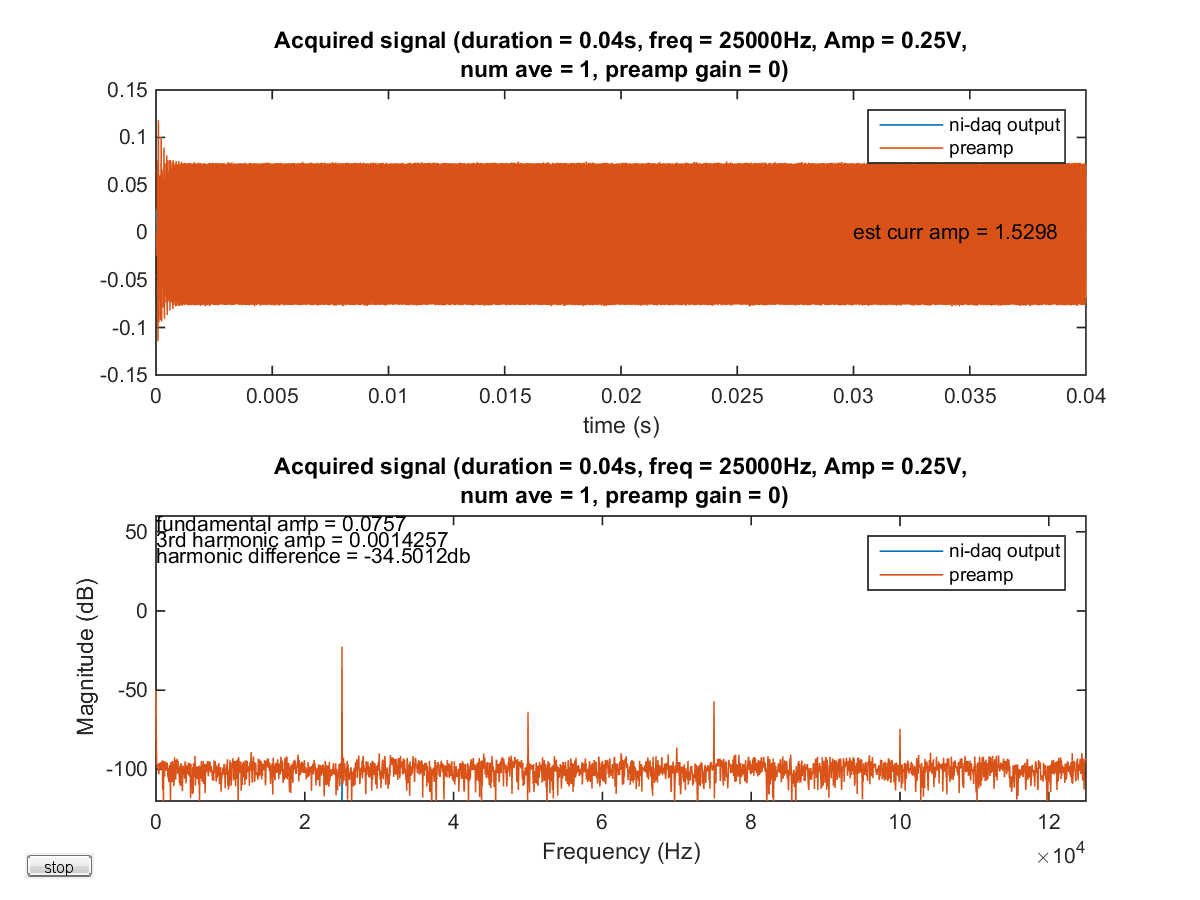 Acquired signal (duration = 0.04s, freq = 25000Hz, Amp = 0.25V,
num ave = 1, preamp gain = 0)
0.15
0.1
0.05
0
-0.05
-0.1
-0.15
ni-daq output
preamp
est curr amp = 1.5298
0 0.005 0.01 0.015 0.02 0.025 0.03 0.035 0.04
time (s)
Acquired signal (duration = 0.04s, freq = 25000Hz, Amp = 0.25V,
num ave = 1, preamp gain = 0)
fundamental amp = 0.0757
3rd harmonic amp = 0.0014257
harmonic difference = -34.5012db
ni-daq output
preamp
50
0
-50
-100
Magnitude (dB)
0 2 4 6 8 10 12
Frequency (Hz)
×10^4
stop